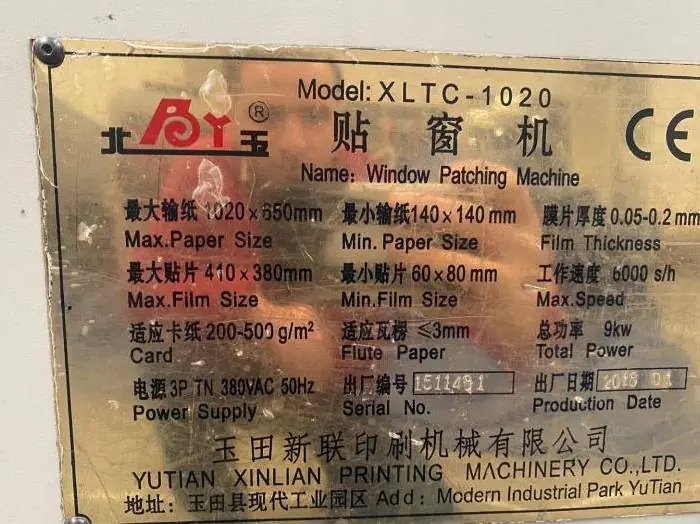 Model: XLTC-1020
北 BY 玉 ®
贴窗机
CE
Name: Window Patching Machine
最大输纸 1020×650mm 最小输纸 140×140mm 膜片厚度 0.05-0.2mm
Max.Paper Size Min. Paper Size Film Thickness
最大贴片 410×380mm 最小贴片 60×80mm 工作速度 6000 s/h
Max.Film Size Min.Film Size Max.Speed
适应卡纸 200-500 g/m² 适应瓦楞 ≤3mm 总功率 9kw
Card Flute Paper Total Power
电源 3P TN 380VAC 50Hz 出厂编号 出厂日期
Power Supply Serial No. Production Date
玉田新联印刷机械有限公司
YUTIAN XINLIAN PRINTING MACHINERY CO.,LTD.
地址: 玉田县现代工业园区 Add: Modern Industrial Park YuTian